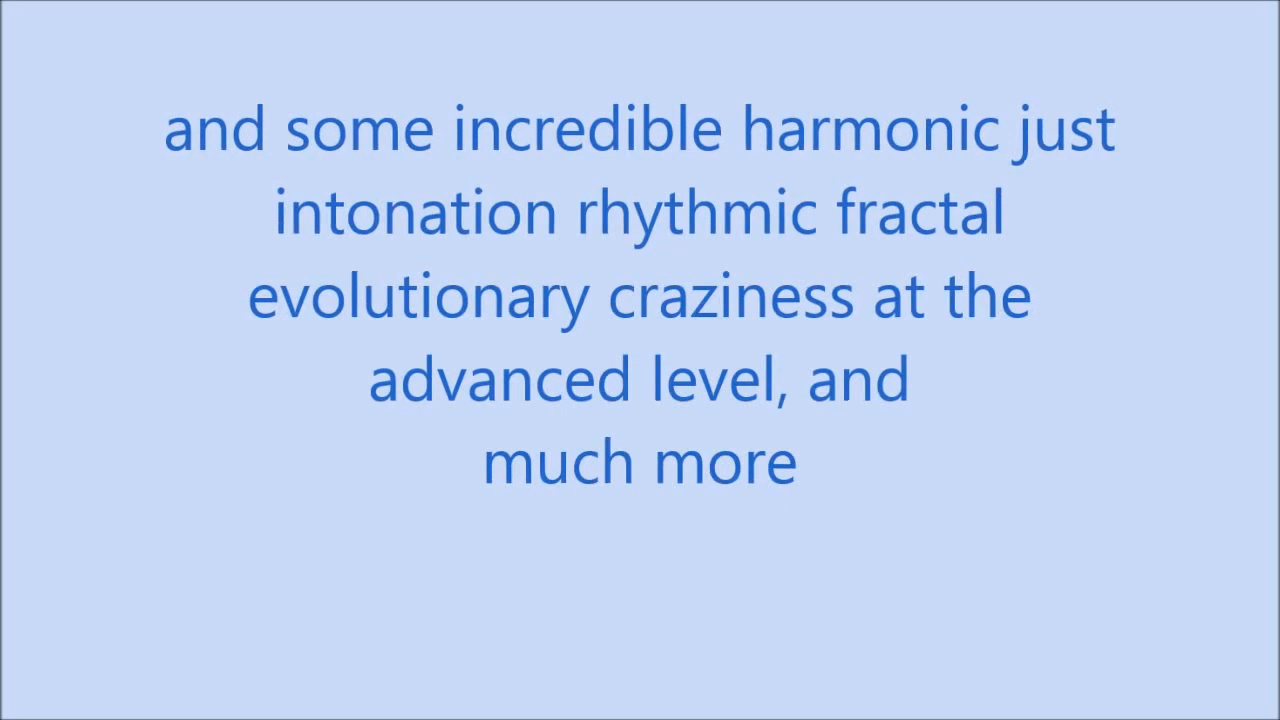 and some incredible harmonic just
intonation rhythmic fractal
evolutionary craziness at the
advanced level, and
much more